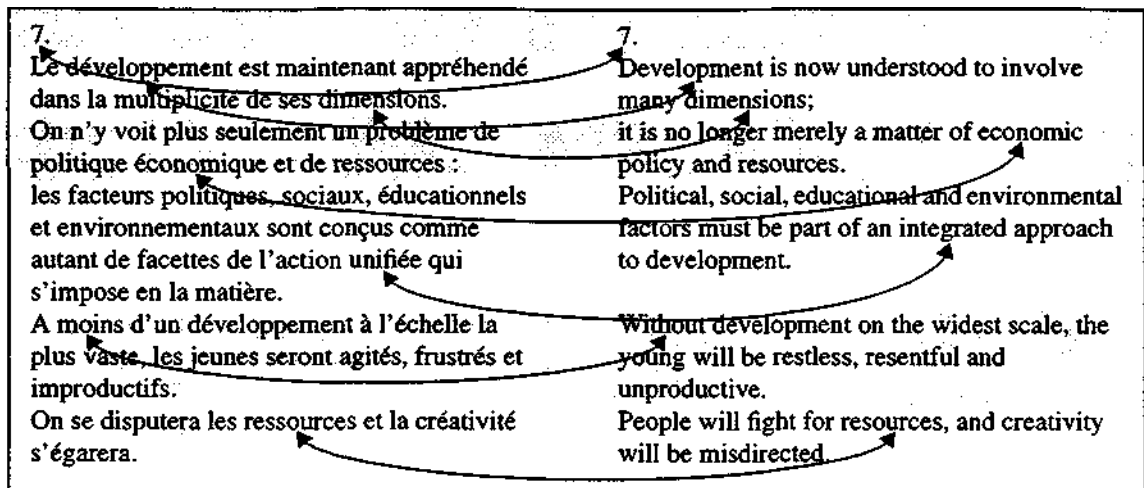 7.
Le développement est maintenant appréhendé
dans la multiplicité de ses dimensions.
On n'y voit plus seulement un problème de
politique économique et de ressources :
les facteurs politiques, sociaux, éducationnels
et environnementaux sont conçus comme
autant de facettes de l'action unifiée qui
s'impose en la matière.
A moins d'un développement à l'échelle la
plus vaste, les jeunes seront agités, frustrés et
improductifs.
On se disputera les ressources et la créativité
s'égarera.
7.
Development is now understood to involve
many dimensions;
it is no longer merely a matter of economic
policy and resources.
Political, social, educational and environmental
factors must be part of an integrated approach
to development.
Without development on the widest scale, the
young will be restless, resentful and
unproductive.
People will fight for resources, and creativity
will be misdirected.